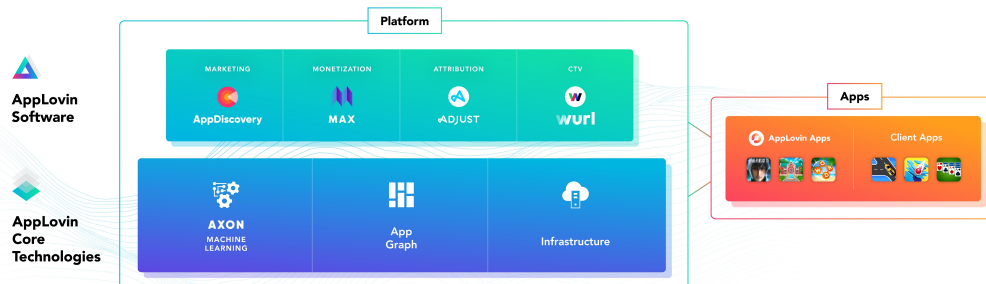 Platform
AppLovin
Software
MARKETING
AppDiscovery
MONETIZATION
MAX
ATTRIBUTION
ADJUST
CTV
wurl
AppLovin
Core
Technologies
AXON
MACHINE
LEARNING
App
Graph
Infrastructure
Apps
AppLovin Apps
Client Apps